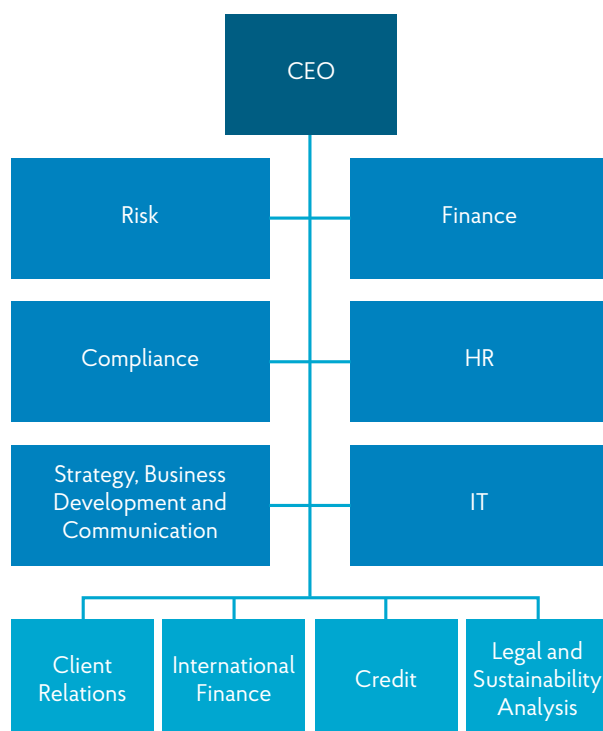 CEO
Risk
Finance
Compliance
HR
Strategy, Business
Development and
Communication
IT
Client
Relations
International
Finance
Credit
Legal and
Sustainability
Analysis